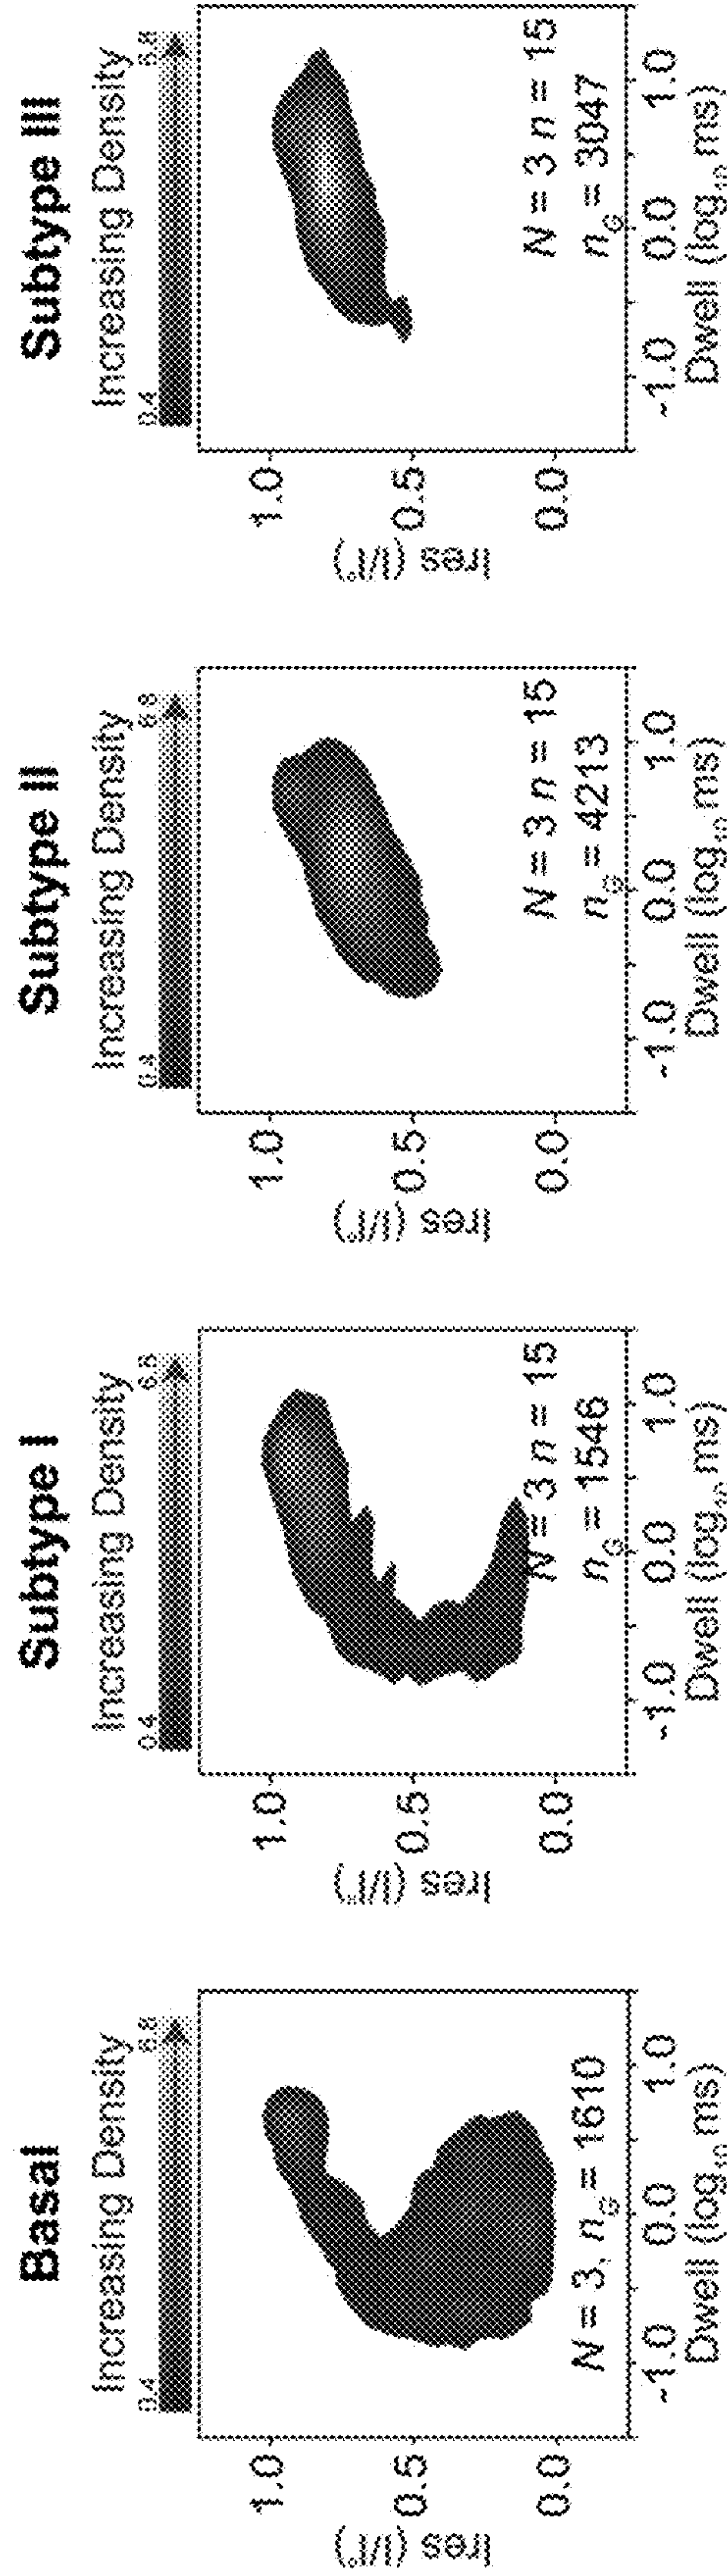 Basal
Increasing Density
0.4
1.0
0.5
0.0
Ires (I/I°)
N = 3, nG = 1610
-1.0 0.0 1.0
Dwell (log10 ms)
Subtype I
Increasing Density
0.4
1.0
0.5
0.0
Ires (I/I°)
N = 3 n = 15
nG = 1546
-1.0 0.0 1.0
Dwell (log10 ms)
Subtype II
Increasing Density
0.4
1.0
0.5
0.0
Ires (I/I°)
N = 3 n = 15
nG = 4213
-1.0 0.0 1.0
Dwell (log10 ms)
Subtype III
Increasing Density
0.4
1.0
0.5
0.0
Ires (I/I°)
N = 3 n = 15
nG = 3047
-1.0 0.0 1.0
Dwell (log10 ms)